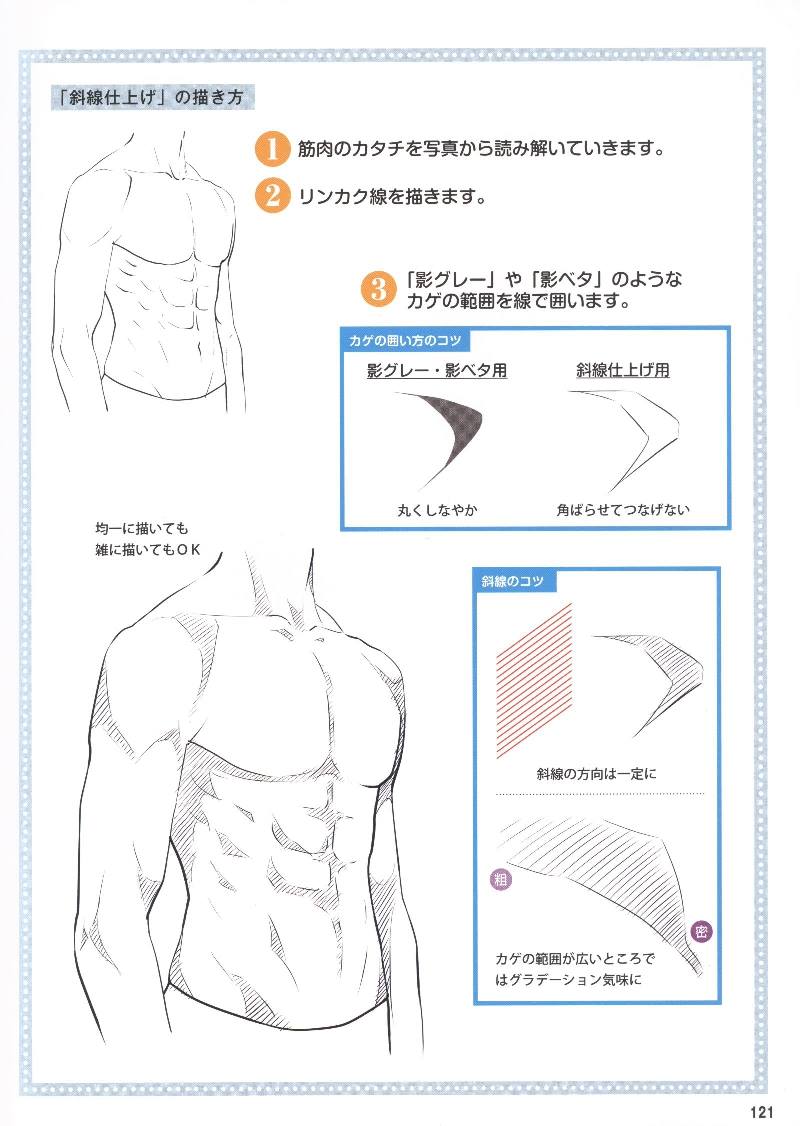 「斜線仕上げ」の描き方
1 筋肉のカタチを写真から読み解いていきます。
2 リンカク線を描きます。
3 「影グレー」や「影ベタ」のような
カゲの範囲を線で囲います。
カゲの囲い方のコツ
影グレー・影ベタ用
斜線仕上げ用
丸くしなやか
角ばらせてつなげない
均一に描いても
雑に描いてもOK
斜線のコツ
斜線の方向は一定に
粗
密
カゲの範囲が広いところで
はグラデーション気味に
121